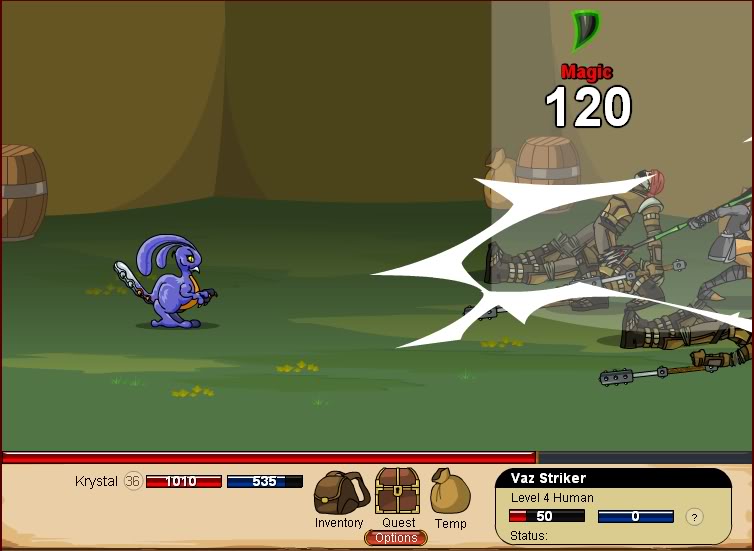 Magic
120
Krystal 36 1010 535
Inventory Quest Temp
Options
Vaz Striker
Level 4 Human
50 0 ?
Status: